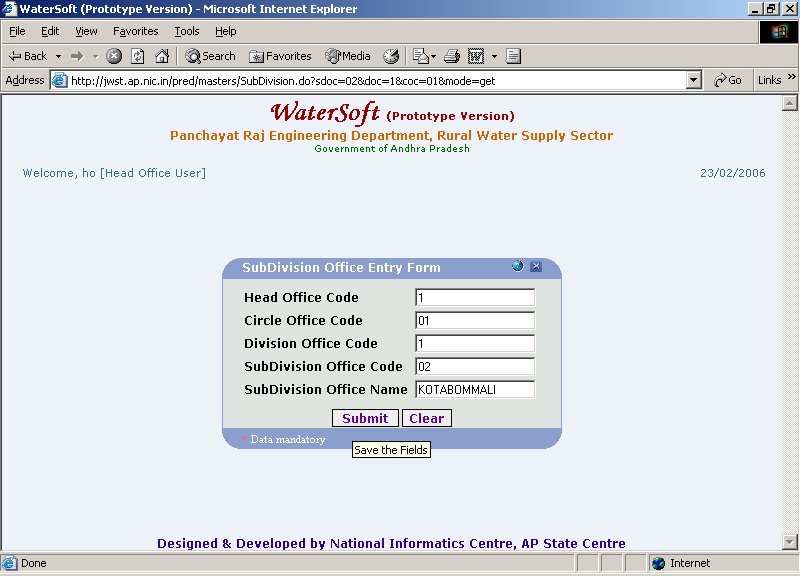 WaterSoft (Prototype Version) - Microsoft Internet Explorer
File Edit View Favorites Tools Help
Back Search Favorites Media
Address http://jwst.ap.nic.in/pred/masters/SubDivision.do?sdoc=02&doc=1&coc=01&mode=get Go Links »
WaterSoft (Prototype Version)
Panchayat Raj Engineering Department, Rural Water Supply Sector
Government of Andhra Pradesh
Welcome, ho [Head Office User] 23/02/2006
SubDivision Office Entry Form
Head Office Code 1
Circle Office Code 01
Division Office Code 1
SubDivision Office Code 02
SubDivision Office Name KOTABOMMALI
Submit Clear
* Data mandatory
Save the Fields
Designed & Developed by National Informatics Centre, AP State Centre
Done Internet